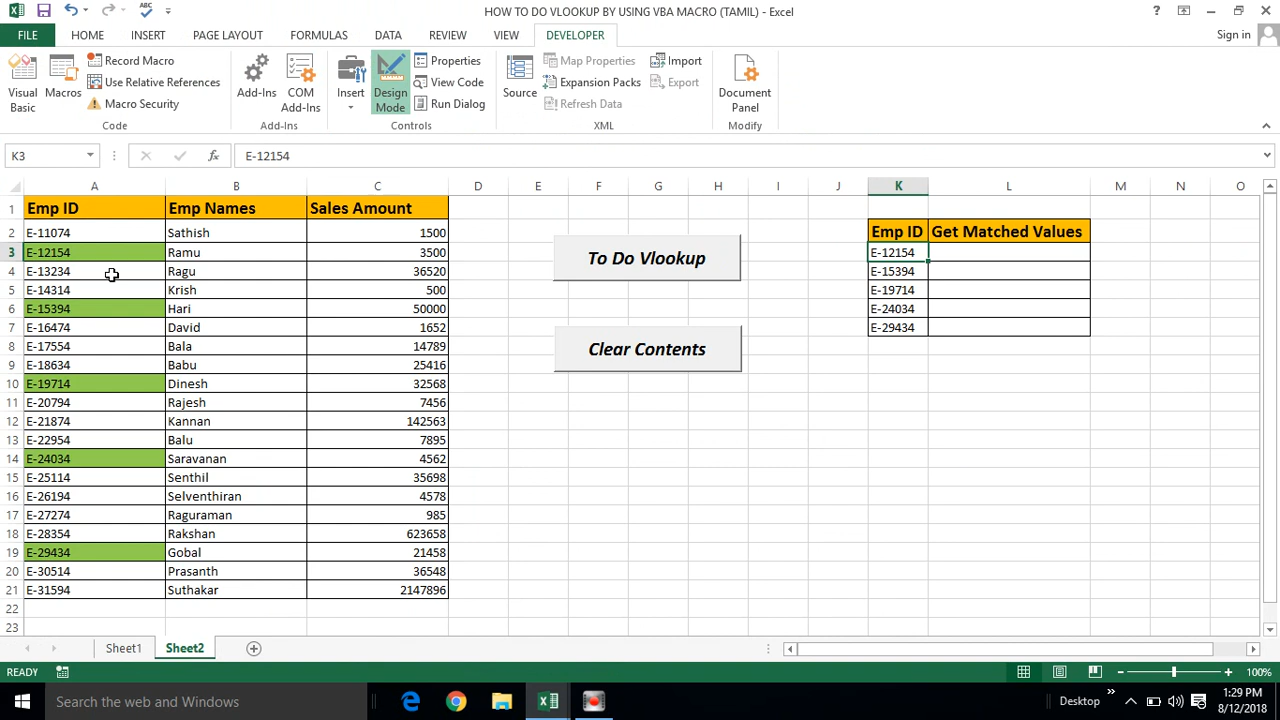 HOW TO DO VLOOKUP BY USING VBA MACRO (TAMIL) - Excel
FILE HOME INSERT PAGE LAYOUT FORMULAS DATA REVIEW VIEW DEVELOPER Sign in
Visual Basic
Macros
Record Macro
Use Relative References
Macro Security
Code
Add-Ins
COM Add-Ins
Add-Ins
Insert
Design Mode
Properties
View Code
Run Dialog
Controls
Source
Map Properties
Expansion Packs
Refresh Data
Import
Export
XML
Document Panel
Modify
K3 fx E-12154
A B C D E F G H I J K L M N O
1 Emp ID Emp Names Sales Amount
2 E-11074 Sathish 1500 Emp ID Get Matched Values
3 E-12154 Ramu 3500 To Do Vlookup E-12154
4 E-13234 Ragu 36520 E-15394
5 E-14314 Krish 500 E-19714
6 E-15394 Hari 50000 E-24034
7 E-16474 David 1652 E-29434
8 E-17554 Bala 14789 Clear Contents
9 E-18634 Babu 25416
10 E-19714 Dinesh 32568
11 E-20794 Rajesh 7456
12 E-21874 Kannan 142563
13 E-22954 Balu 7895
14 E-24034 Saravanan 4562
15 E-25114 Senthil 35698
16 E-26194 Selventhiran 4578
17 E-27274 Raguraman 985
18 E-28354 Rakshan 623658
19 E-29434 Gobal 21458
20 E-30514 Prasanth 36548
21 E-31594 Suthakar 2147896
22
23
Sheet1 Sheet2
READY 100%
Search the web and Windows Desktop 1:29 PM
8/12/2018